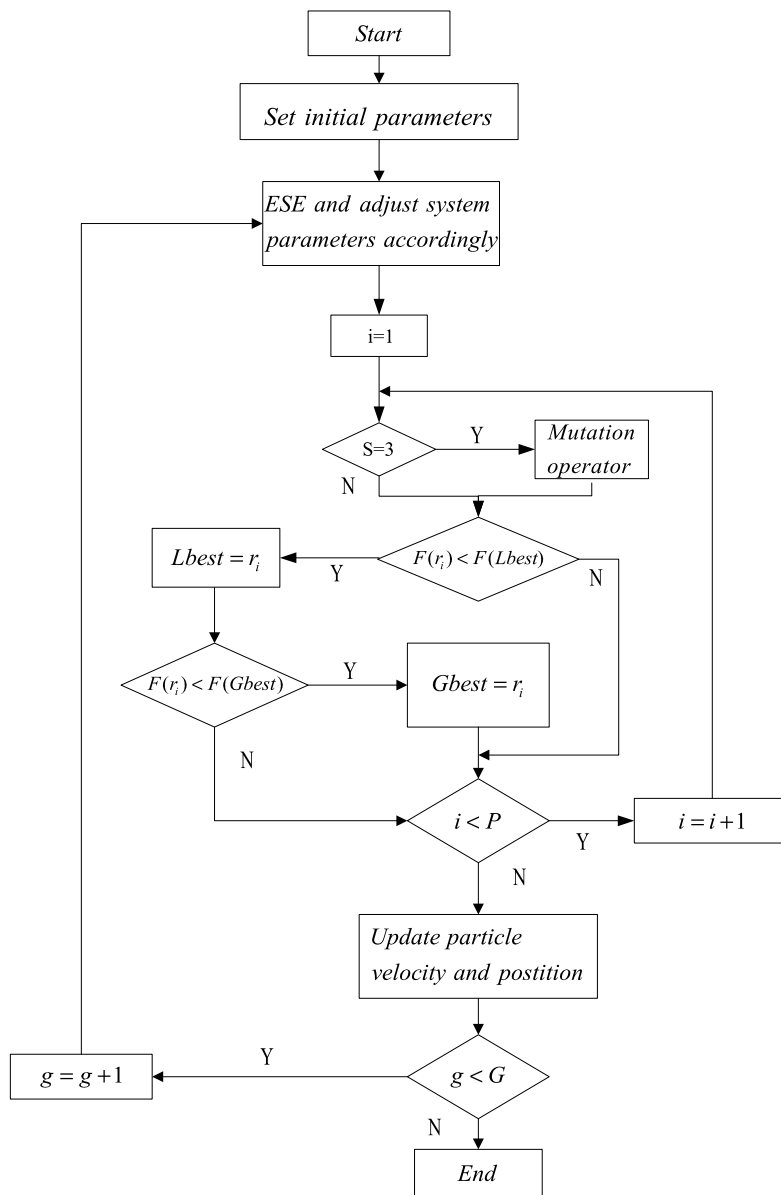 Start
Set initial parameters
ESE and adjust system
parameters accordingly
i=1
S=3
Y
Mutation
operator
N
Lbest = r_i
Y
F(r_i) < F(Lbest)
N
F(r_i) < F(Gbest)
Y
Gbest = r_i
N
i < P
Y
i = i+1
N
Update particle
velocity and postition
g = g+1
Y
g < G
N
End